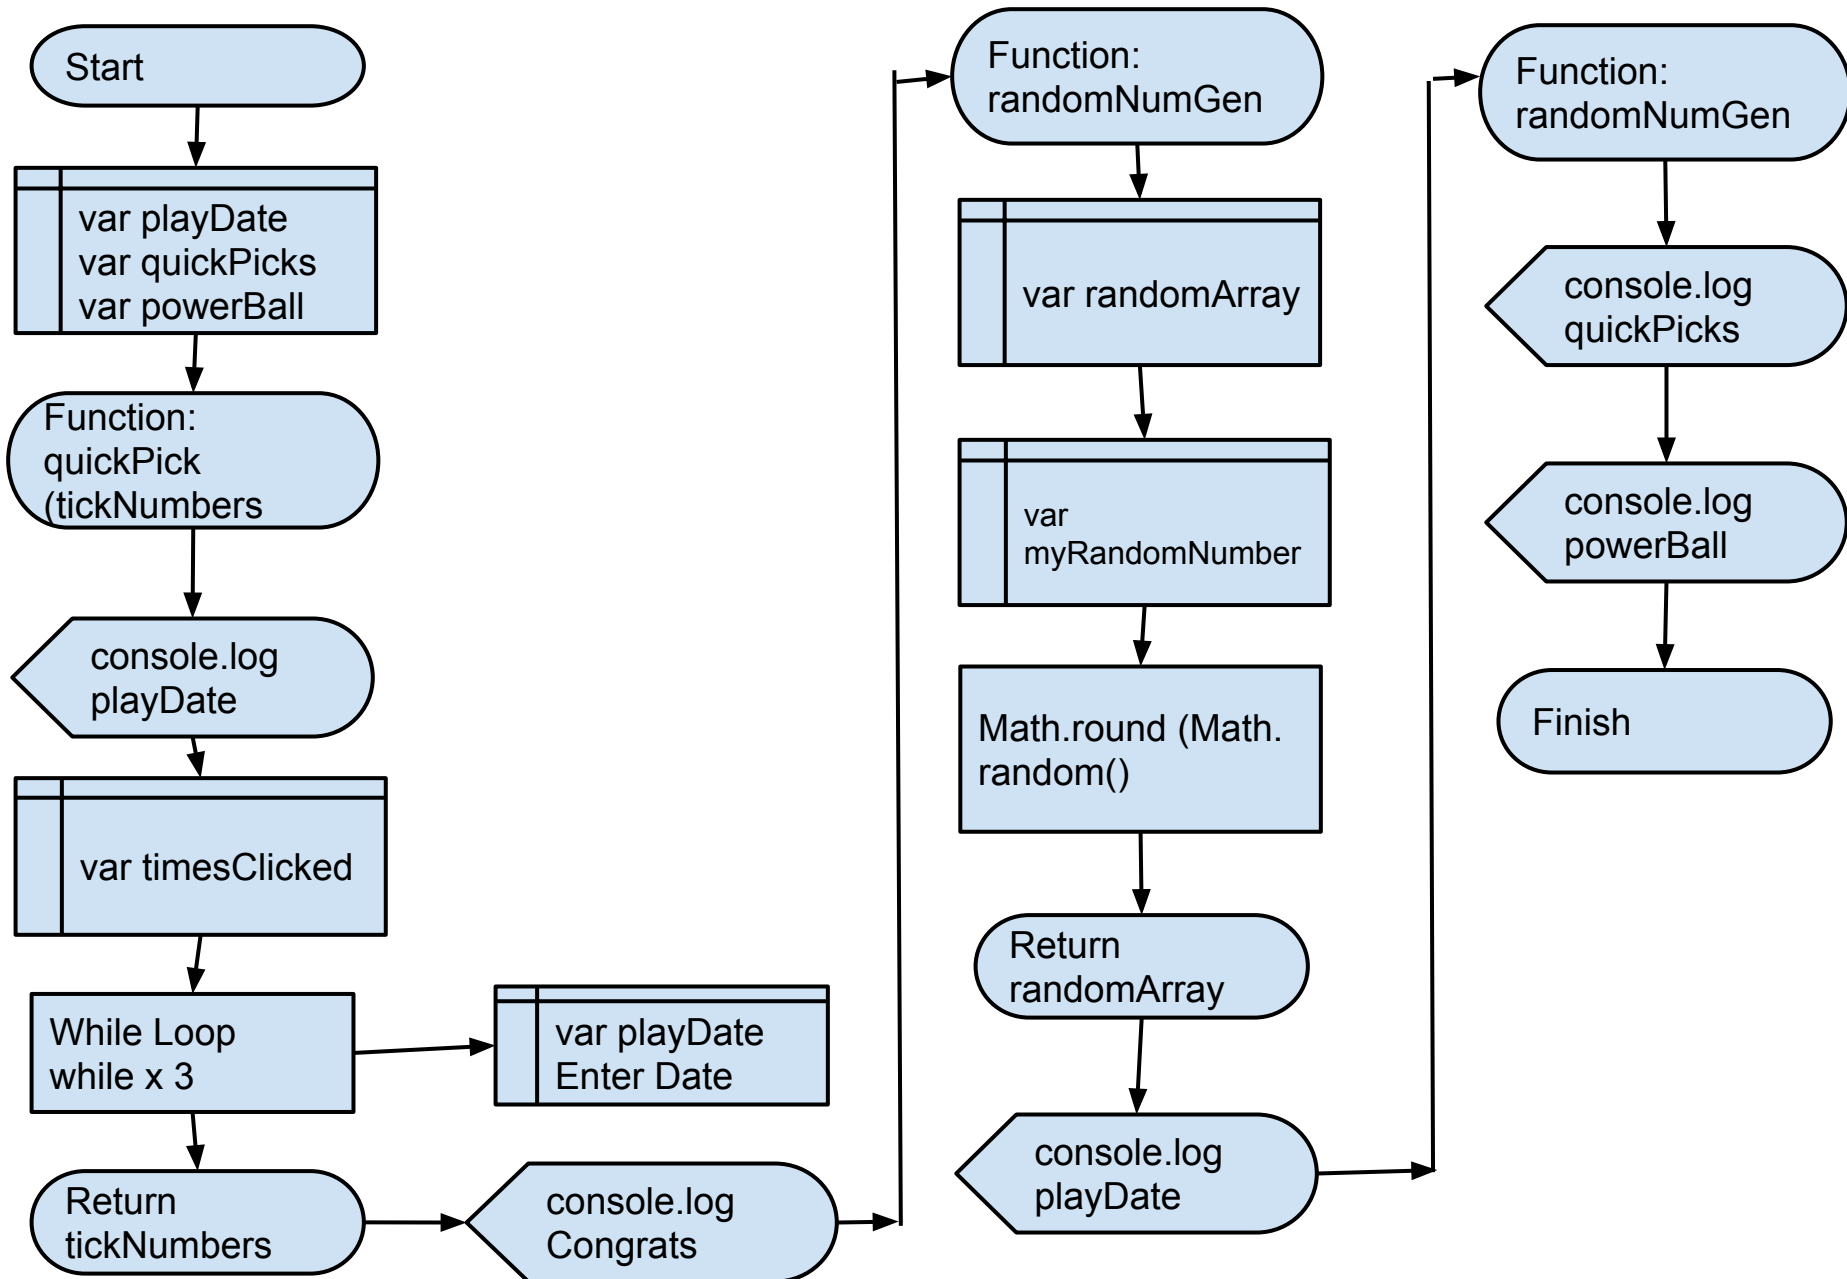 Start
var playDate
var quickPicks
var powerBall
Function:
quickPick
(tickNumbers
console.log
playDate
var timesClicked
While Loop
while x 3
var playDate
Enter Date
Return
tickNumbers
console.log
Congrats
Function:
randomNumGen
var randomArray
var
myRandomNumber
Math.round (Math.
random()
Return
randomArray
console.log
playDate
Function:
randomNumGen
console.log
quickPicks
console.log
powerBall
Finish